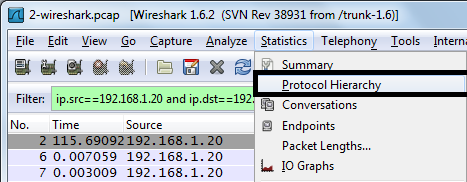 2-wireshark.pcap [Wireshark 1.6.2 (SVN Rev 38931 from /trunk-1.6)]
File Edit View Go Capture Analyze Statistics Telephony Tools Interna
Summary
Protocol Hierarchy
Filter: ip.src==192.168.1.20 and ip.dst==192 Conversations
No. Time Source Endpoints
2 115.69092 192.168.1.20 Packet Lengths...
6 0.007059 192.168.1.20 IO Graphs
7 0.003009 192.168.1.20